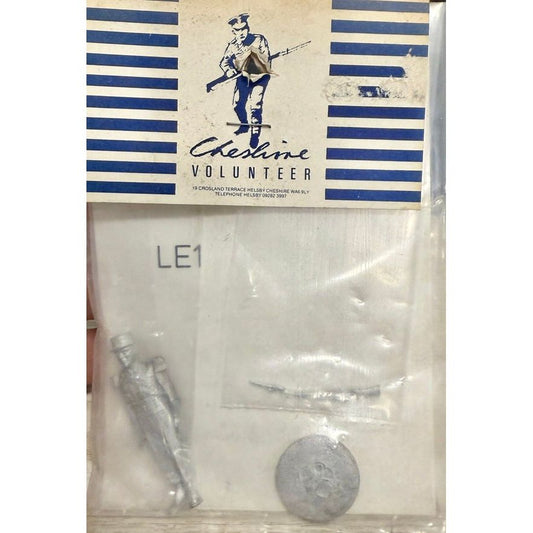 Cheshire
VOLUNTEER
19 CROSLAND TERRACE HELSBY CHESHIRE WA6 9LY
TELEPHONE HELSBY 09282 3997
LE1